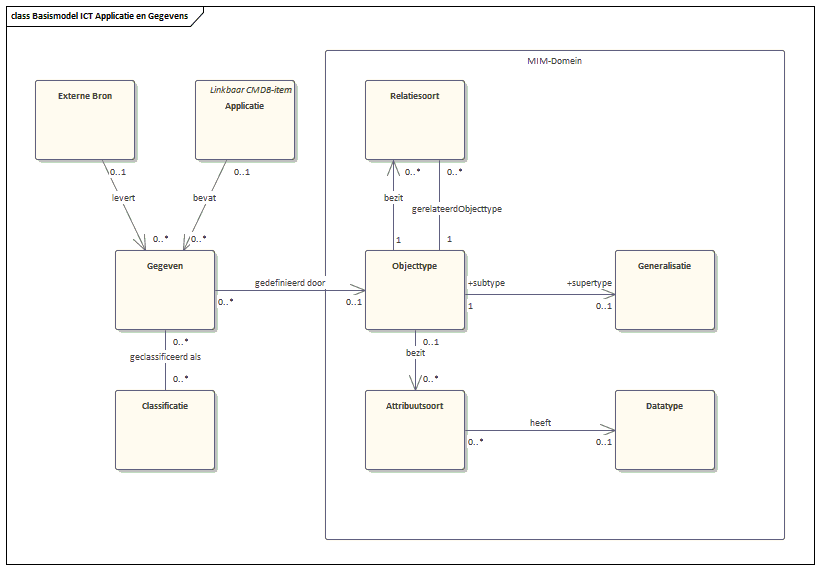 class Basismodel ICT Applicatie en Gegevens
MIM-Domein
Externe Bron
Linkbaar CMDB-item
Applicatie
Relatiesoort
0..1
0..1
0..*
0..*
levert
bevat
bezit
gerelateerdObjecttype
0..*
0..*
1
1
Gegeven
Objecttype
Generalisatie
gedefinieerd door
+subtype
+supertype
0..*
0..1
1
0..1
0..*
0..1
geclassificeerd als
bezit
0..*
0..*
Classificatie
Attribuutsoort
Datatype
heeft
0..*
0..1